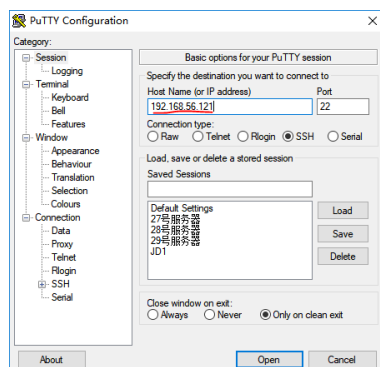 PuTTY Configuration
Category:
Session
Logging
Terminal
Keyboard
Bell
Features
Window
Appearance
Behaviour
Translation
Selection
Colours
Connection
Data
Proxy
Telnet
Rlogin
SSH
Serial
Basic options for your PuTTY session
Specify the destination you want to connect to
Host Name (or IP address) Port
192.168.56.121 22
Connection type:
Raw Telnet Rlogin SSH Serial
Load, save or delete a stored session
Saved Sessions
Default Settings
27号服务器
28号服务器
29号服务器
JD1
Load
Save
Delete
Close window on exit:
Always Never Only on clean exit
About Open Cancel